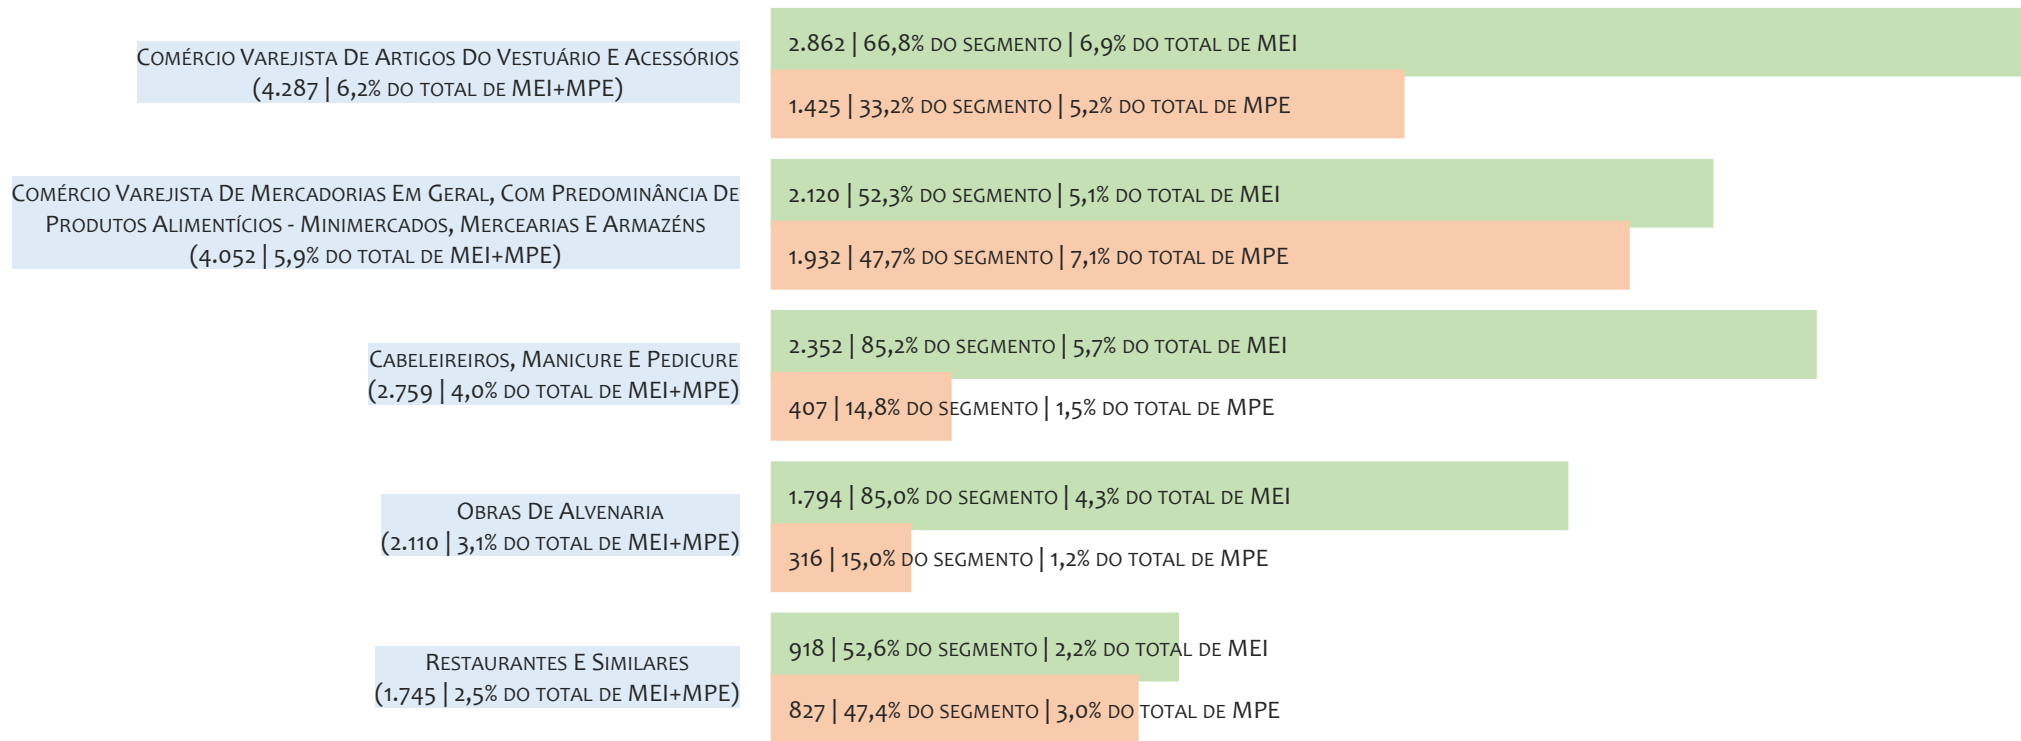 Comércio Varejista De Artigos Do Vestuário E Acessórios
(4.287 | 6,2% do total de MEI+MPE)
2.862 | 66,8% do segmento | 6,9% do total de MEI
1.425 | 33,2% do segmento | 5,2% do total de MPE
Comércio Varejista De Mercadorias Em Geral, Com Predominância De
Produtos Alimentícios - Minimercados, Mercearias E Armazéns
(4.052 | 5,9% do total de MEI+MPE)
2.120 | 52,3% do segmento | 5,1% do total de MEI
1.932 | 47,7% do segmento | 7,1% do total de MPE
Cabeleireiros, Manicure E Pedicure
(2.759 | 4,0% do total de MEI+MPE)
2.352 | 85,2% do segmento | 5,7% do total de MEI
407 | 14,8% do segmento | 1,5% do total de MPE
Obras De Alvenaria
(2.110 | 3,1% do total de MEI+MPE)
1.794 | 85,0% do segmento | 4,3% do total de MEI
316 | 15,0% do segmento | 1,2% do total de MPE
Restaurantes E Similares
(1.745 | 2,5% do total de MEI+MPE)
918 | 52,6% do segmento | 2,2% do total de MEI
827 | 47,4% do segmento | 3,0% do total de MPE